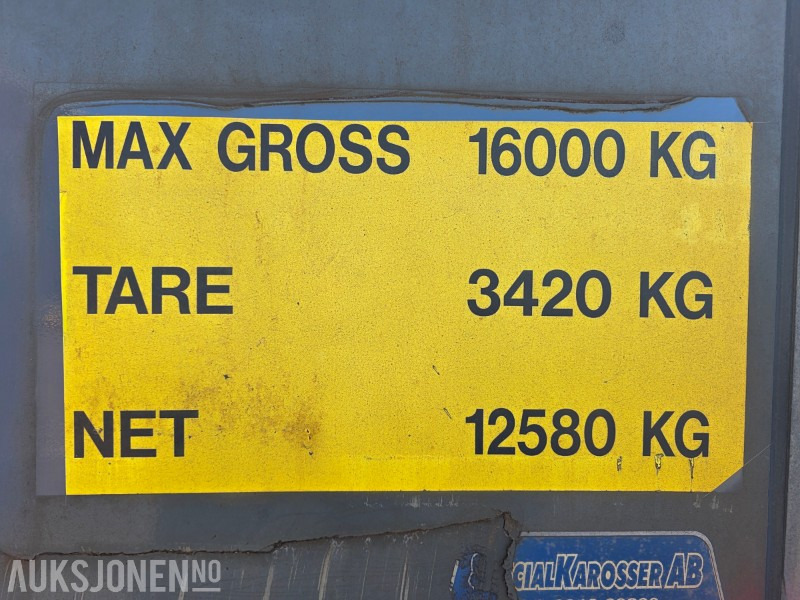 MAX GROSS 16000 KG
TARE 3420 KG
NET 12580 KG
CIALKAROSSER AB
AUKSJONEN.NO